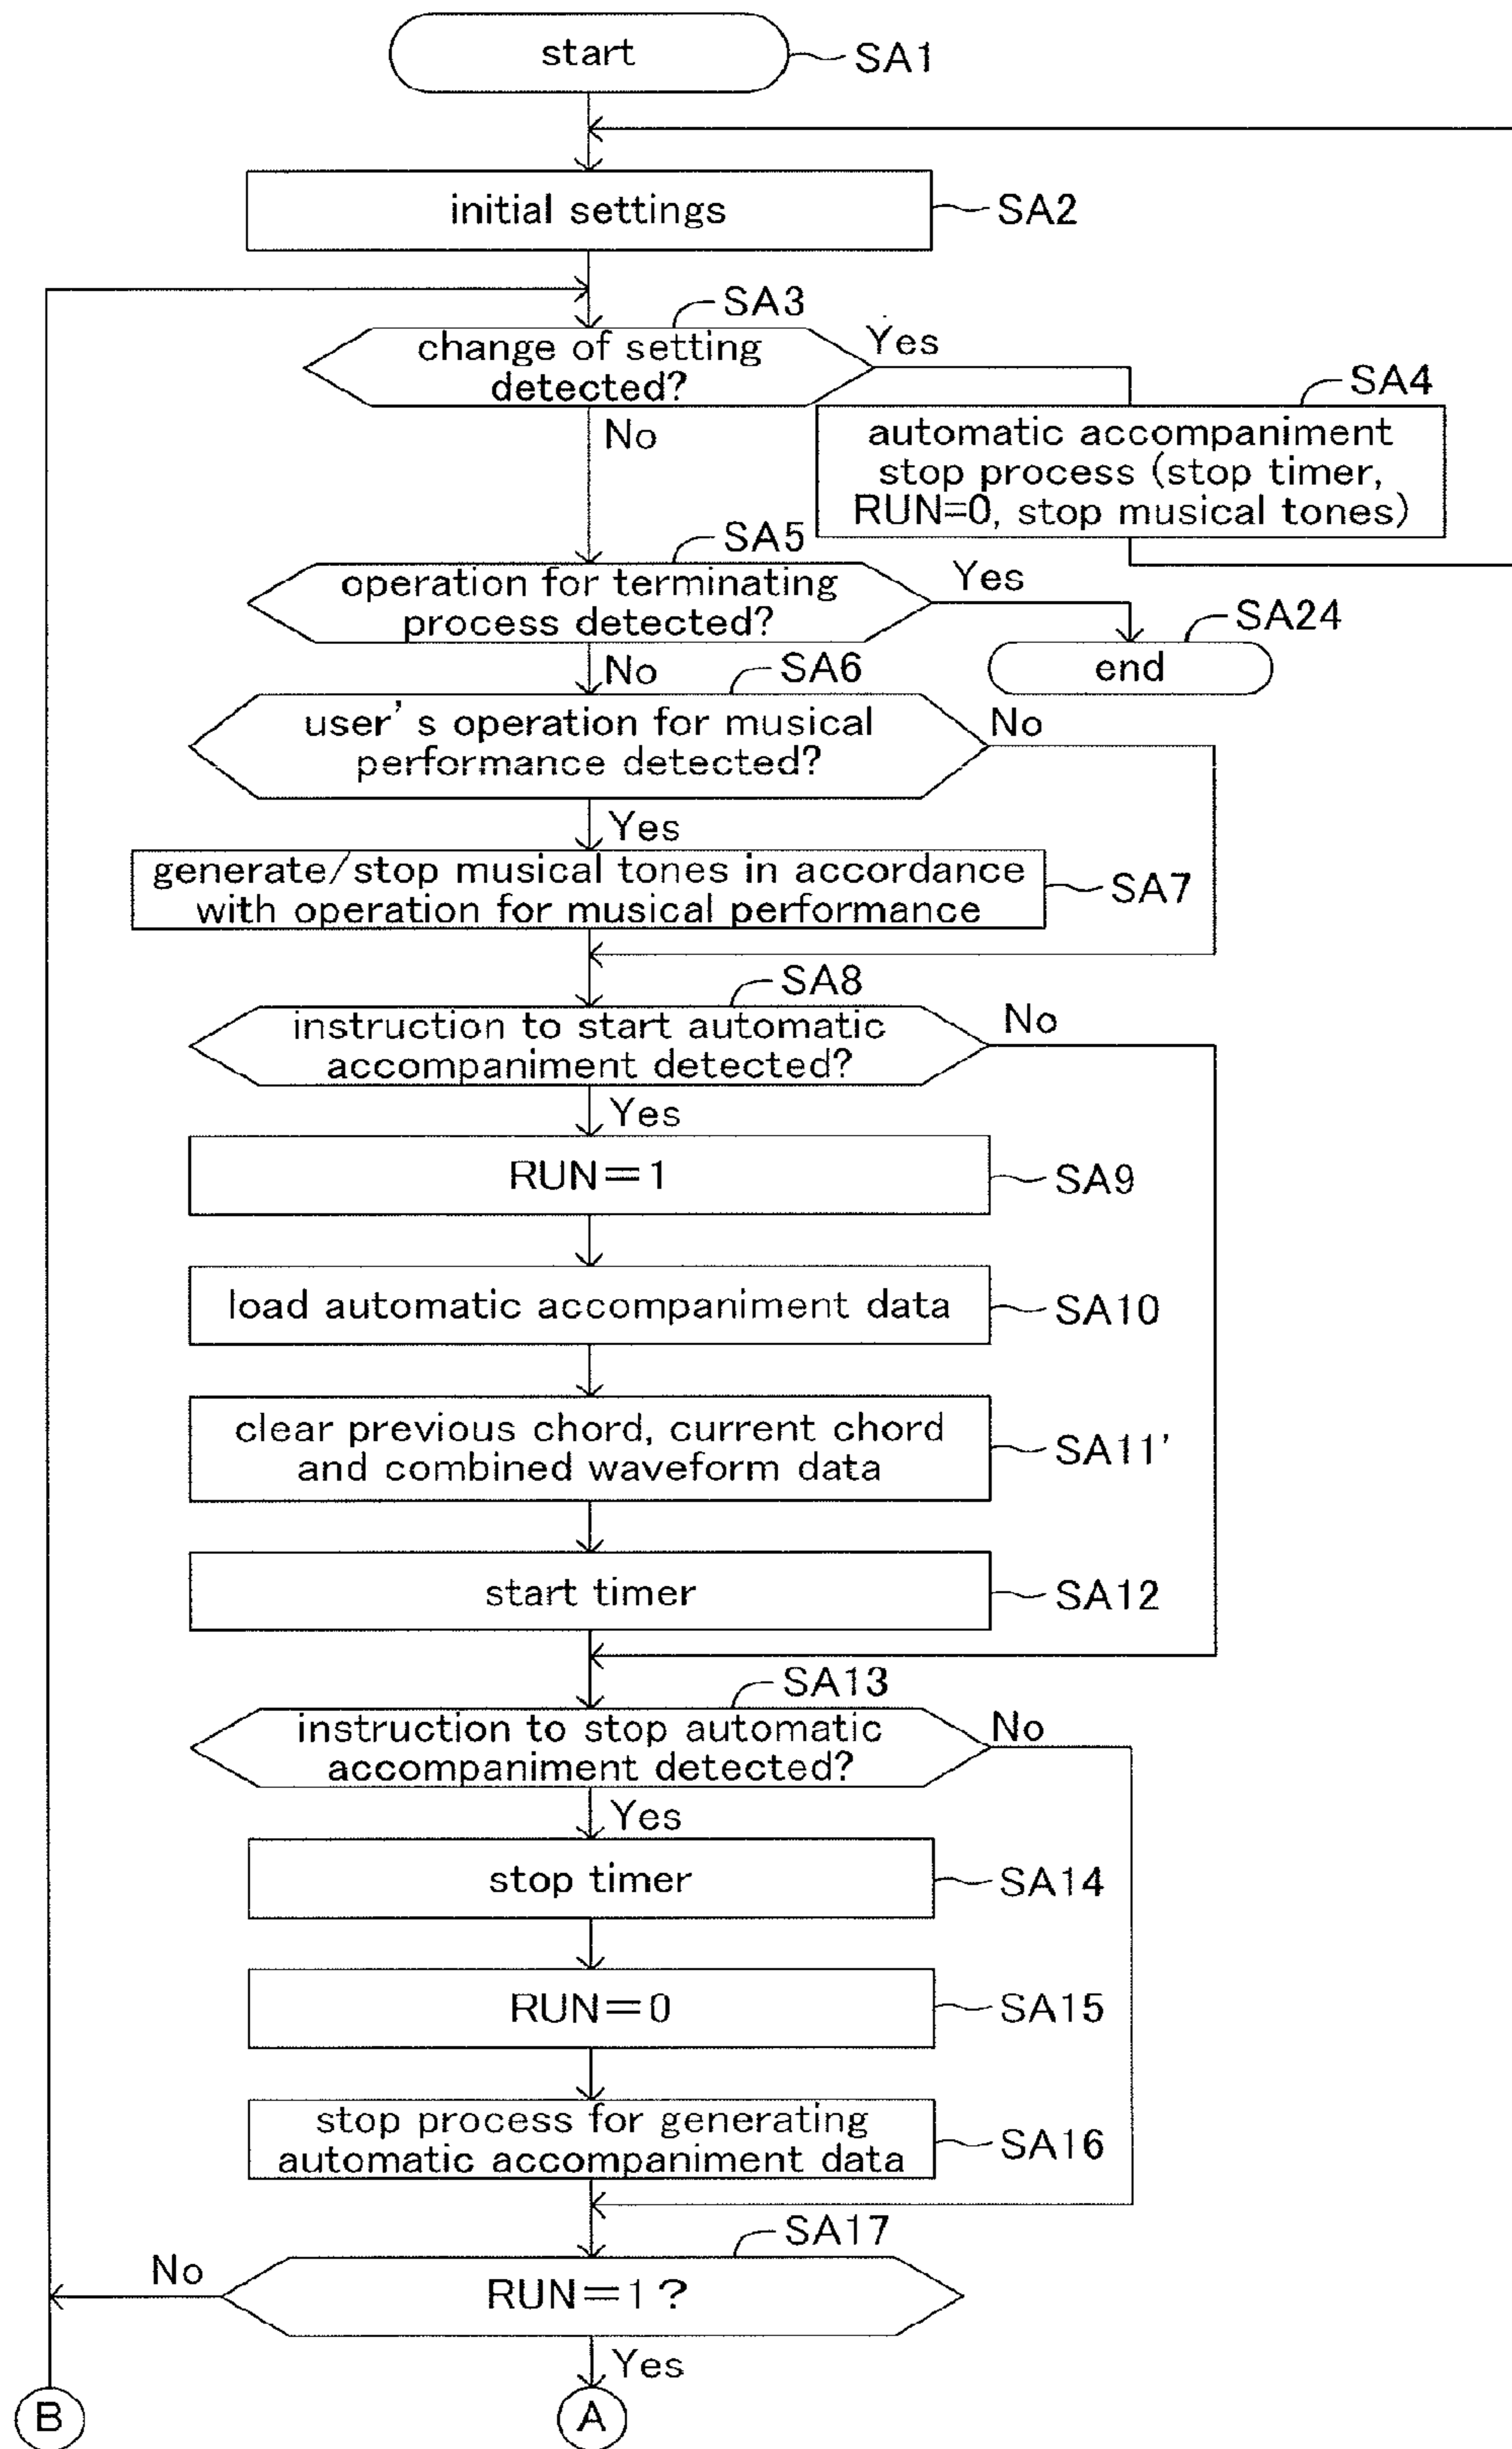 start
SA1
initial settings
SA2
SA3
change of setting
detected?
Yes
No
SA4
automatic accompaniment
stop process (stop timer,
RUN=0, stop musical tones)
SA5
operation for terminating
process detected?
Yes
No
SA24
end
SA6
user's operation for musical
performance detected?
No
Yes
generate/stop musical tones in accordance
with operation for musical performance
SA7
SA8
instruction to start automatic
accompaniment detected?
No
Yes
RUN=1
SA9
load automatic accompaniment data
SA10
clear previous chord, current chord
and combined waveform data
SA11'
start timer
SA12
SA13
instruction to stop automatic
accompaniment detected?
No
Yes
stop timer
SA14
RUN=0
SA15
stop process for generating
automatic accompaniment data
SA16
SA17
RUN=1?
No
Yes
B
A